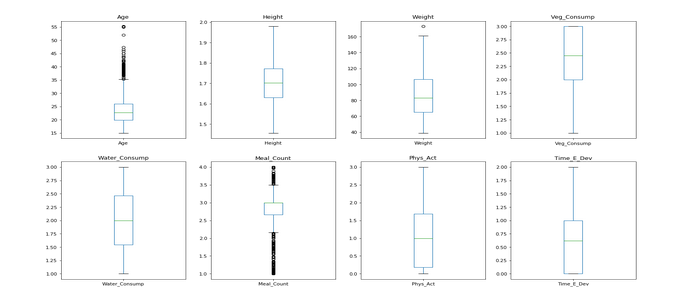 Age Height Weight Veg_Consump
55 2.0 160 3.00
50 1.9 140 2.75
45 1.8 120 2.50
40 1.7 100 2.25
35 1.6 80 2.00
30 1.5 60 1.75
25 40 1.50
20 1.25
15 1.00
Age Height Weight Veg_Consump
Water_Consump Meal_Count Phys_Act Time_E_Dev
3.00 4.0 3.0 2.00
2.75 3.5 2.5 1.75
2.50 3.0 2.0 1.50
2.25 2.5 1.5 1.25
2.00 2.0 1.0 1.00
1.75 1.5 0.5 0.75
1.50 1.0 0.0 0.50
1.25 0.25
1.00 0.00
Water_Consump Meal_Count Phys_Act Time_E_Dev